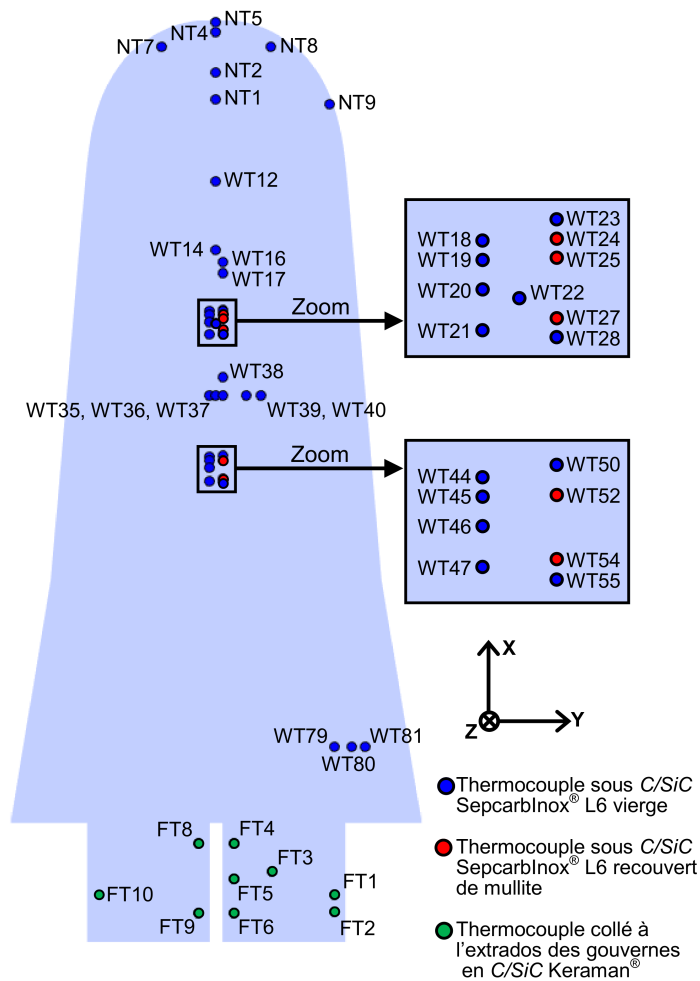 NT5
NT4
NT7
NT8
NT2
NT1
NT9
WT12
WT14
WT16
WT17
Zoom
WT18
WT19
WT20
WT21
WT22
WT23
WT24
WT25
WT27
WT28
WT38
WT35, WT36, WT37
WT39, WT40
Zoom
WT44
WT45
WT46
WT47
WT50
WT52
WT54
WT55
X
Y
Z
WT79
WT80
WT81
FT8
FT4
FT3
FT10
FT5
FT1
FT9
FT6
FT2
Thermocouple sous C/SiC
SepcarbInox® L6 vierge
Thermocouple sous C/SiC
SepcarbInox® L6 recouvert
de mullite
Thermocouple collé à
l'extrados des gouvernes
en C/SiC Keraman®